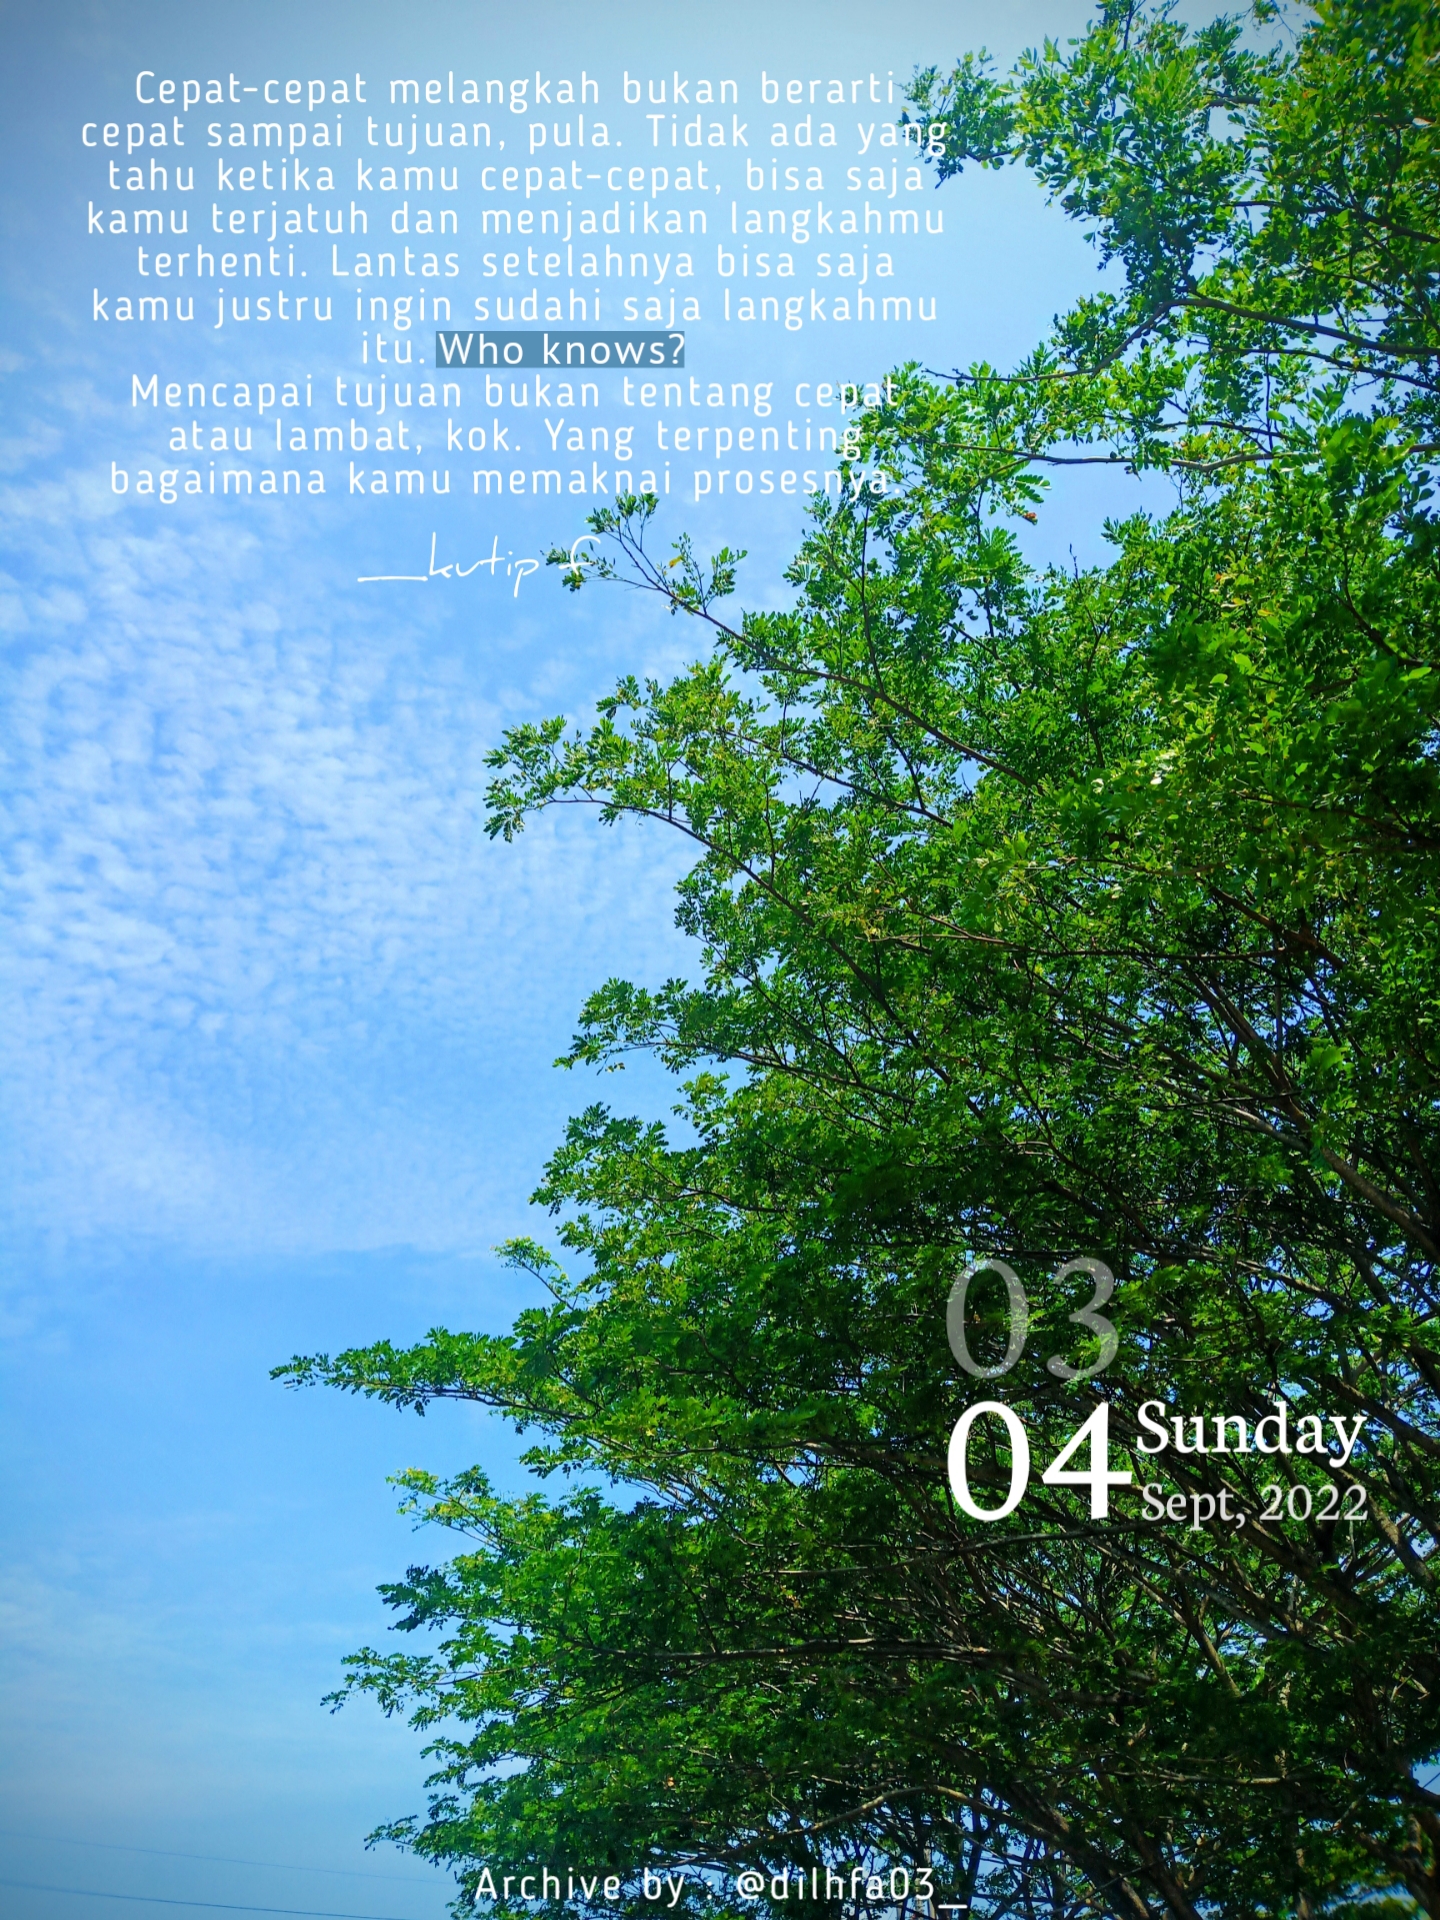 Cepat-cepat melangkah bukan berarti
cepat sampai tujuan, pula. Tidak ada yang
tahu ketika kamu cepat-cepat, bisa saja
kamu terjatuh dan menjadikan langkahmu
terhenti. Lantas setelahnya bisa saja
kamu justru ingin sudahi saja langkahmu
itu. Who knows?
Mencapai tujuan bukan tentang cepat
atau lambat, kok. Yang terpenting
bagaimana kamu memaknai prosesnya.
__kutip f
03
04 Sunday
Sept, 2022
Archive by : @dilhfa03_